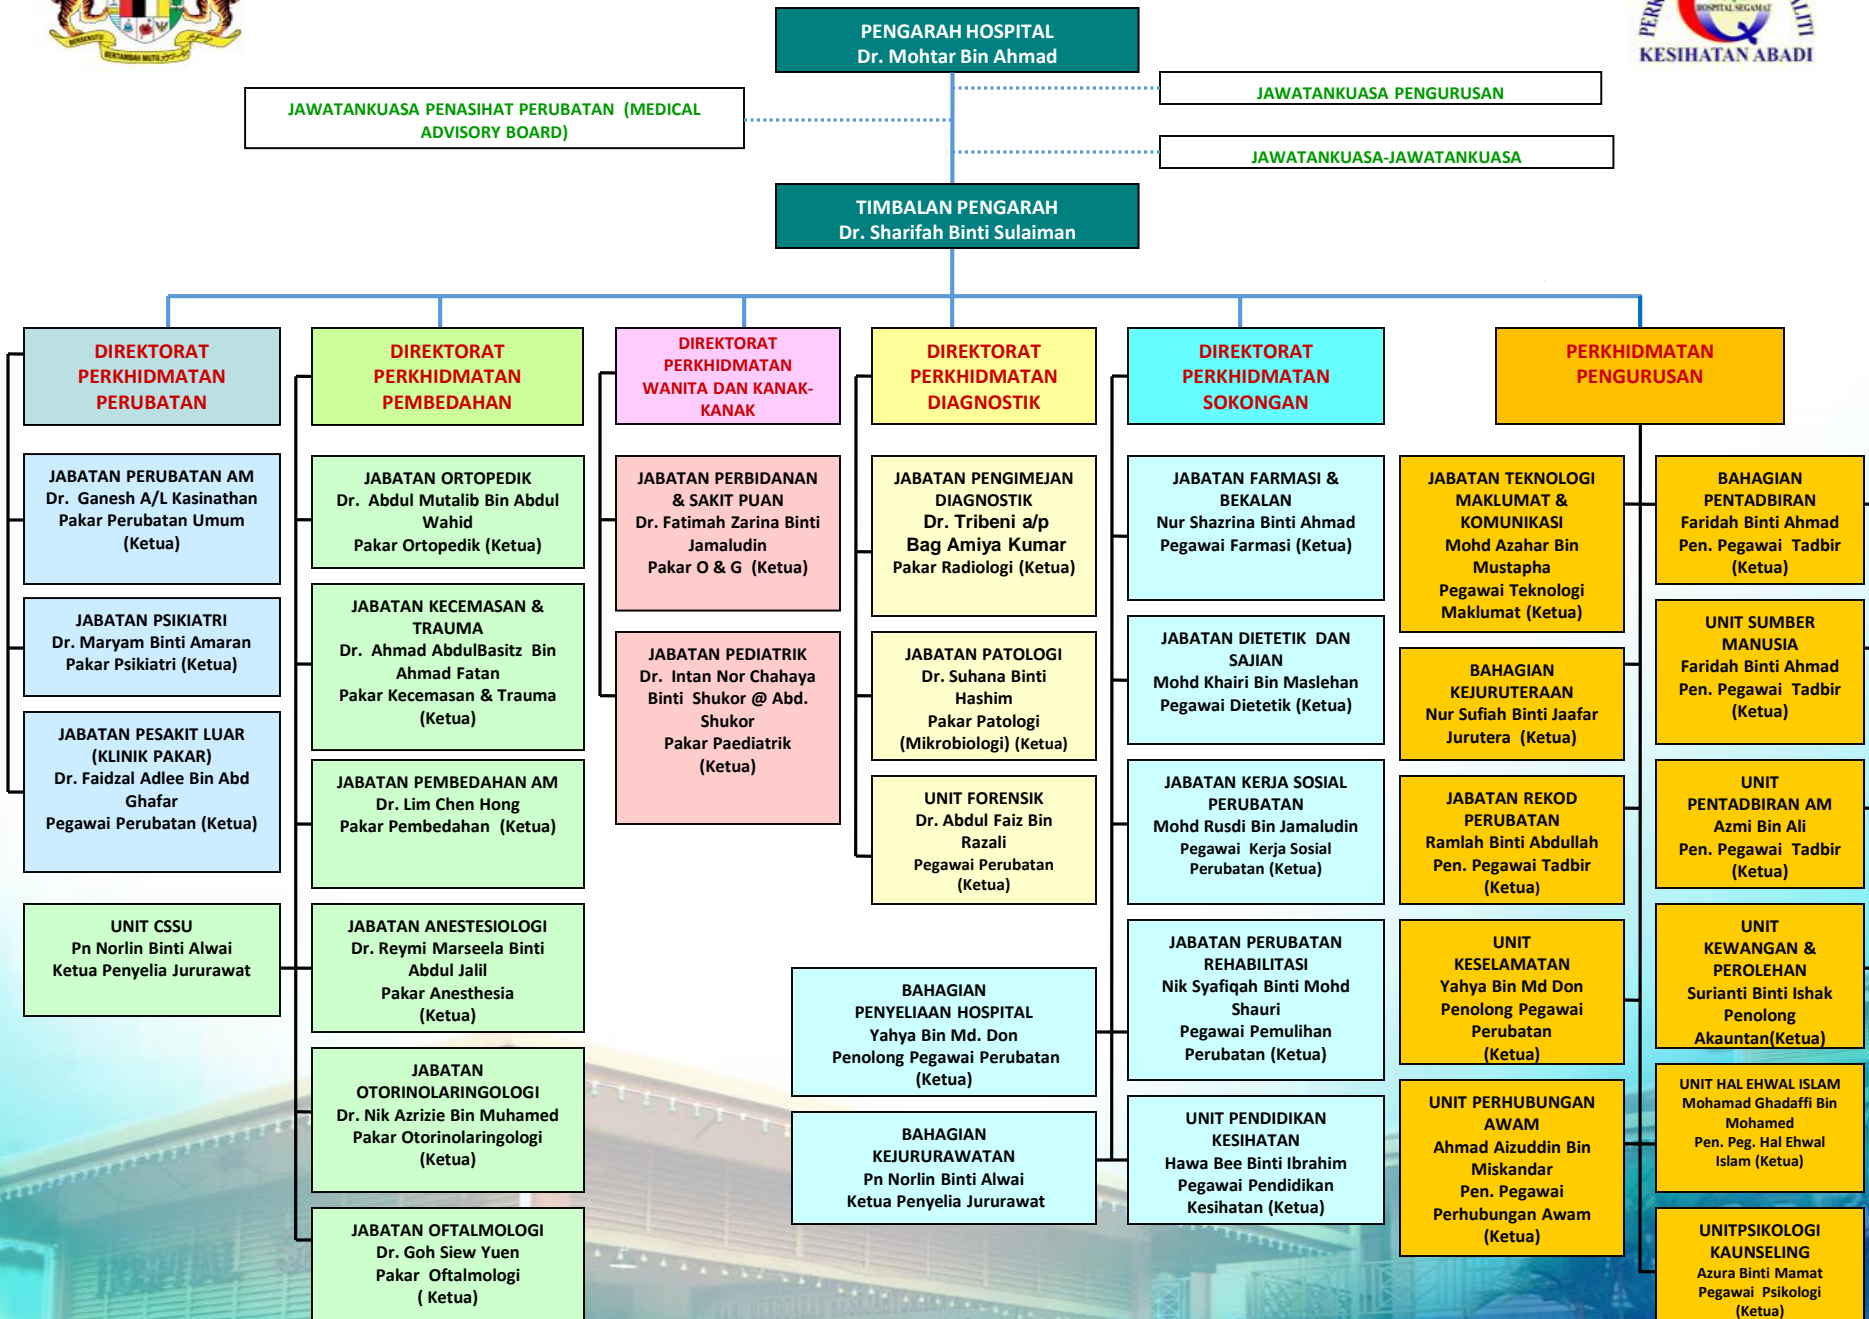 BERSEKUTU
BERTAMBAH MUTU
HOSPITAL SEGAMAT
KESIHATAN ABADI
PENGARAH HOSPITAL
Dr. Mohtar Bin Ahmad
JAWATANKUASA PENASIHAT PERUBATAN (MEDICAL
ADVISORY BOARD)
JAWATANKUASA PENGURUSAN
JAWATANKUASA-JAWATANKUASA
TIMBALAN PENGARAH
Dr. Sharifah Binti Sulaiman
DIREKTORAT
PERKHIDMATAN
PERUBATAN
JABATAN PERUBATAN AM
Dr. Ganesh A/L Kasinathan
Pakar Perubatan Umum
(Ketua)
JABATAN PSIKIATRI
Dr. Maryam Binti Amaran
Pakar Psikiatri (Ketua)
JABATAN PESAKIT LUAR
(KLINIK PAKAR)
Dr. Faidzal Adlee Bin Abd
Ghafar
Pegawai Perubatan (Ketua)
UNIT CSSU
Pn Norlin Binti Alwai
Ketua Penyelia Jururawat
DIREKTORAT
PERKHIDMATAN
PEMBEDAHAN
JABATAN ORTOPEDIK
Dr. Abdul Mutalib Bin Abdul
Wahid
Pakar Ortopedik (Ketua)
JABATAN KECEMASAN &
TRAUMA
Dr. Ahmad AbdulBasitz Bin
Ahmad Fatan
Pakar Kecemasan & Trauma
(Ketua)
JABATAN PEMBEDAHAN AM
Dr. Lim Chen Hong
Pakar Pembedahan (Ketua)
JABATAN ANESTESIOLOGI
Dr. Reymi Marseela Binti
Abdul Jalil
Pakar Anesthesia
(Ketua)
JABATAN
OTORINOLARINGOLOGI
Dr. Nik Azrizie Bin Muhamed
Pakar Otorinolaringologi
(Ketua)
JABATAN OFTALMOLOGI
Dr. Goh Siew Yuen
Pakar Oftalmologi
( Ketua)
DIREKTORAT
PERKHIDMATAN
WANITA DAN KANAK-
KANAK
JABATAN PERBIDANAN
& SAKIT PUAN
Dr. Fatimah Zarina Binti
Jamaludin
Pakar O & G (Ketua)
JABATAN PEDIATRIK
Dr. Intan Nor Chahaya
Binti Shukor @ Abd.
Shukor
Pakar Paediatrik
(Ketua)
DIREKTORAT
PERKHIDMATAN
DIAGNOSTIK
JABATAN PENGIMEJAN
DIAGNOSTIK
Dr. Tribeni a/p
Bag Amiya Kumar
Pakar Radiologi (Ketua)
JABATAN PATOLOGI
Dr. Suhana Binti
Hashim
Pakar Patologi
(Mikrobiologi) (Ketua)
UNIT FORENSIK
Dr. Abdul Faiz Bin
Razali
Pegawai Perubatan
(Ketua)
BAHAGIAN
PENYELIAAN HOSPITAL
Yahya Bin Md. Don
Penolong Pegawai Perubatan
(Ketua)
BAHAGIAN
KEJURURAWATAN
Pn Norlin Binti Alwai
Ketua Penyelia Jururawat
DIREKTORAT
PERKHIDMATAN
SOKONGAN
JABATAN FARMASI &
BEKALAN
Nur Shazrina Binti Ahmad
Pegawai Farmasi (Ketua)
JABATAN DIETETIK DAN
SAJIAN
Mohd Khairi Bin Maslehan
Pegawai Dietetik (Ketua)
JABATAN KERJA SOSIAL
PERUBATAN
Mohd Rusdi Bin Jamaludin
Pegawai Kerja Sosial
Perubatan (Ketua)
JABATAN PERUBATAN
REHABILITASI
Nik Syafiqah Binti Mohd
Shauri
Pegawai Pemulihan
Perubatan (Ketua)
UNIT PENDIDIKAN
KESIHATAN
Hawa Bee Binti Ibrahim
Pegawai Pendidikan
Kesihatan (Ketua)
PERKHIDMATAN
PENGURUSAN
JABATAN TEKNOLOGI
MAKLUMAT &
KOMUNIKASI
Mohd Azahar Bin
Mustapha
Pegawai Teknologi
Maklumat (Ketua)
BAHAGIAN
KEJURUTERAAN
Nur Sufiah Binti Jaafar
Jurutera (Ketua)
JABATAN REKOD
PERUBATAN
Ramlah Binti Abdullah
Pen. Pegawai Tadbir
(Ketua)
UNIT
KESELAMATAN
Yahya Bin Md Don
Penolong Pegawai
Perubatan
(Ketua)
UNIT PERHUBUNGAN
AWAM
Ahmad Aizuddin Bin
Miskandar
Pen. Pegawai
Perhubungan Awam
(Ketua)
BAHAGIAN
PENTADBIRAN
Faridah Binti Ahmad
Pen. Pegawai Tadbir
(Ketua)
UNIT SUMBER
MANUSIA
Faridah Binti Ahmad
Pen. Pegawai Tadbir
(Ketua)
UNIT
PENTADBIRAN AM
Azmi Bin Ali
Pen. Pegawai Tadbir
(Ketua)
UNIT
KEWANGAN &
PEROLEHAN
Surianti Binti Ishak
Penolong
Akauntan(Ketua)
UNIT HAL EHWAL ISLAM
Mohamad Ghadaffi Bin
Mohamed
Pen. Peg. Hal Ehwal
Islam (Ketua)
UNITPSIKOLOGI
KAUNSELING
Azura Binti Mamat
Pegawai Psikologi
(Ketua)